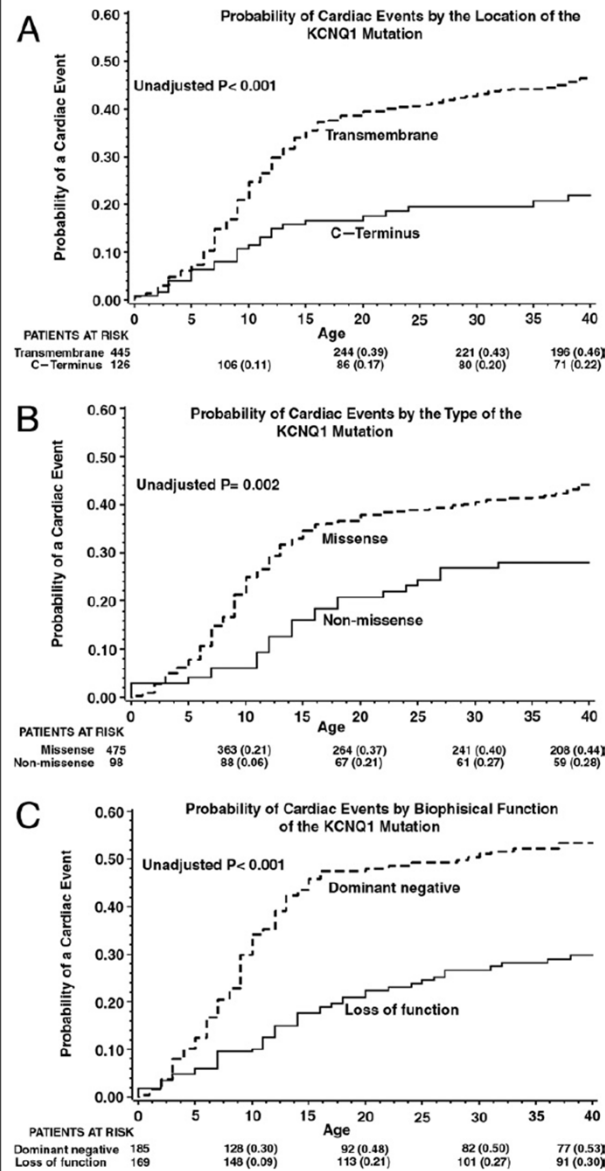 A
Probability of Cardiac Events by the Location of the
KCNQ1 Mutation
Unadjusted P< 0.001
Probability of a Cardiac Event
0.60
0.50
0.40
0.30
0.20
0.10
0.00
Transmembrane
C–Terminus
0 5 10 15 20 25 30 35 40
Age
PATIENTS AT RISK
Transmembrane 445 244 (0.39) 221 (0.43) 196 (0.46)
C–Terminus 126 106 (0.11) 86 (0.17) 80 (0.20) 71 (0.22)
B
Probability of Cardiac Events by the Type of the
KCNQ1 Mutation
Unadjusted P= 0.002
Probability of a Cardiac Event
0.60
0.50
0.40
0.30
0.20
0.10
0.00
Missense
Non-missense
0 5 10 15 20 25 30 35 40
Age
PATIENTS AT RISK
Missense 475 363 (0.21) 264 (0.37) 241 (0.40) 208 (0.44)
Non-missense 98 88 (0.06) 67 (0.21) 61 (0.27) 59 (0.28)
C
Probability of Cardiac Events by Biophisical Function
of the KCNQ1 Mutation
Unadjusted P< 0.001
Probability of a Cardiac Event
0.60
0.50
0.40
0.30
0.20
0.10
0.00
Dominant negative
Loss of function
0 5 10 15 20 25 30 35 40
Age
PATIENTS AT RISK
Dominant negative 185 128 (0.30) 92 (0.48) 82 (0.50) 77 (0.53)
Loss of function 169 148 (0.09) 113 (0.21) 101 (0.27) 91 (0.30)